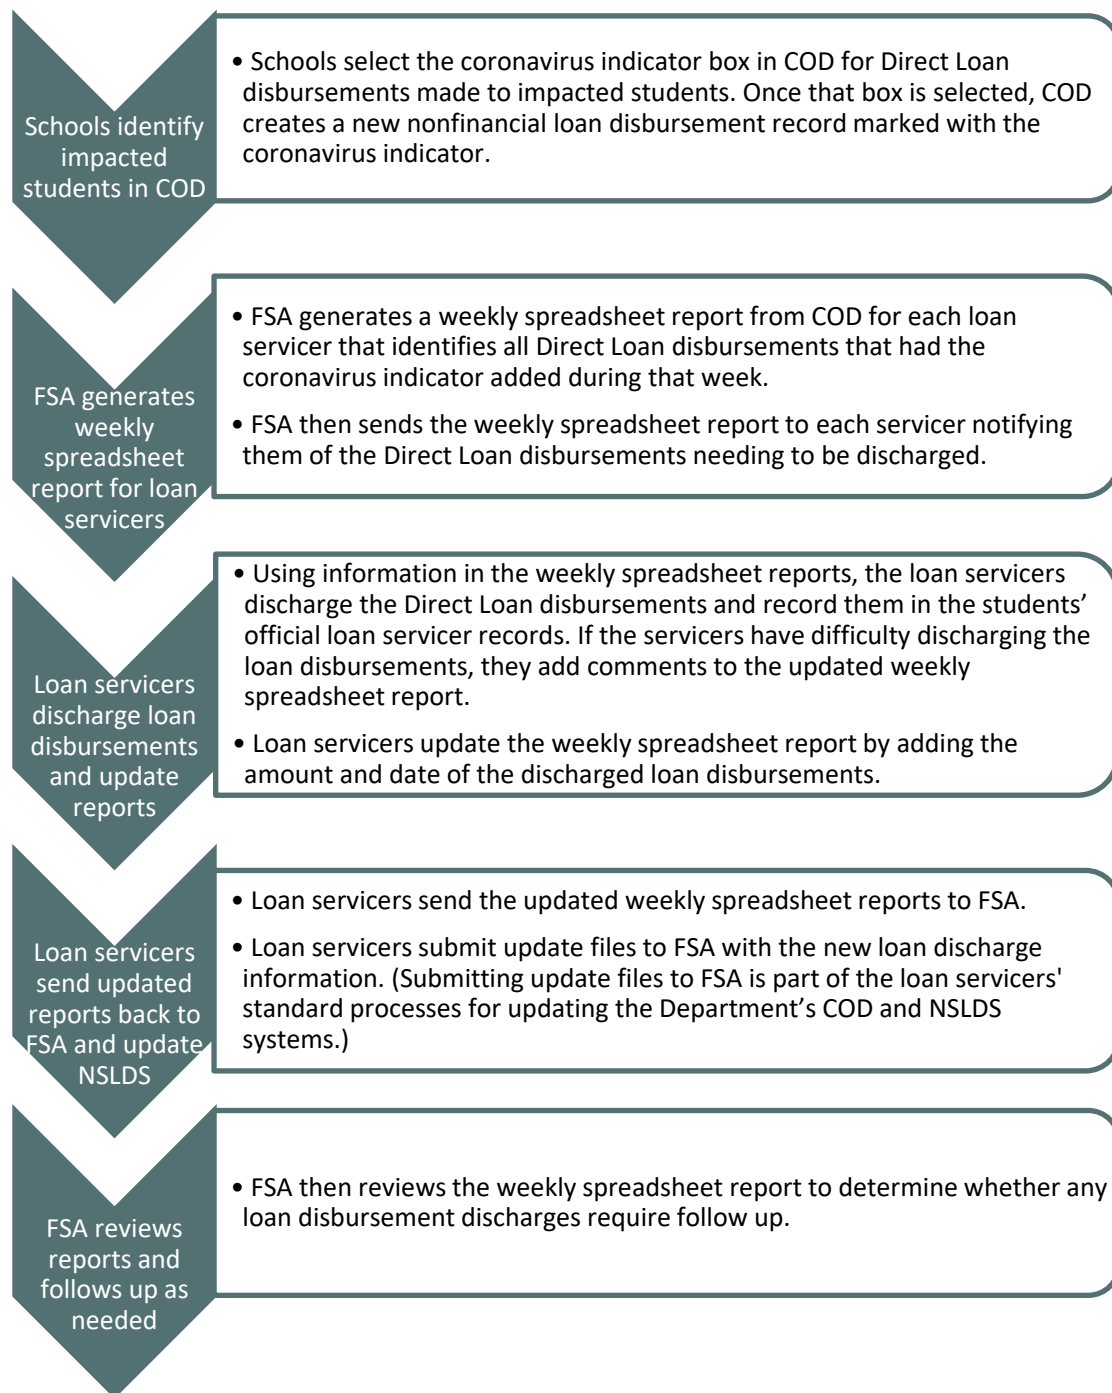 Schools identify
impacted
students in COD
• Schools select the coronavirus indicator box in COD for Direct Loan
disbursements made to impacted students. Once that box is selected, COD
creates a new nonfinancial loan disbursement record marked with the
coronavirus indicator.
FSA generates
weekly
spreadsheet
report for loan
servicers
• FSA generates a weekly spreadsheet report from COD for each loan
servicer that identifies all Direct Loan disbursements that had the
coronavirus indicator added during that week.
• FSA then sends the weekly spreadsheet report to each servicer notifying
them of the Direct Loan disbursements needing to be discharged.
Loan servicers
discharge loan
disbursements
and update
reports
• Using information in the weekly spreadsheet reports, the loan servicers
discharge the Direct Loan disbursements and record them in the students’
official loan servicer records. If the servicers have difficulty discharging the
loan disbursements, they add comments to the updated weekly
spreadsheet report.
• Loan servicers update the weekly spreadsheet report by adding the
amount and date of the discharged loan disbursements.
Loan servicers
send updated
reports back to
FSA and update
NSLDS
• Loan servicers send the updated weekly spreadsheet reports to FSA.
• Loan servicers submit update files to FSA with the new loan discharge
information. (Submitting update files to FSA is part of the loan servicers'
standard processes for updating the Department’s COD and NSLDS
systems.)
FSA reviews
reports and
follows up as
needed
• FSA then reviews the weekly spreadsheet report to determine whether any
loan disbursement discharges require follow up.